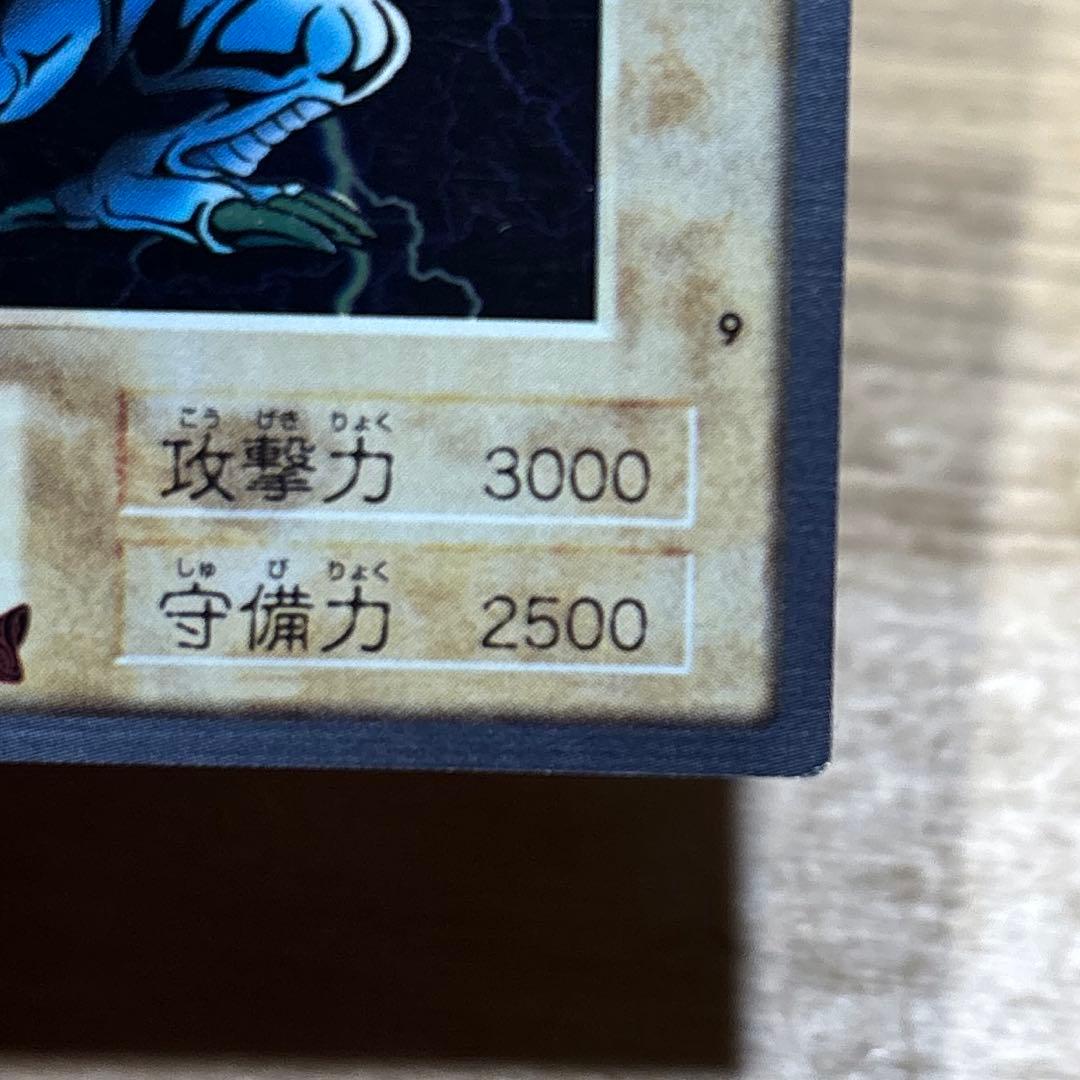 9
こう げき りょく
攻撃力 3000
しゅ び りょく
守備力 2500